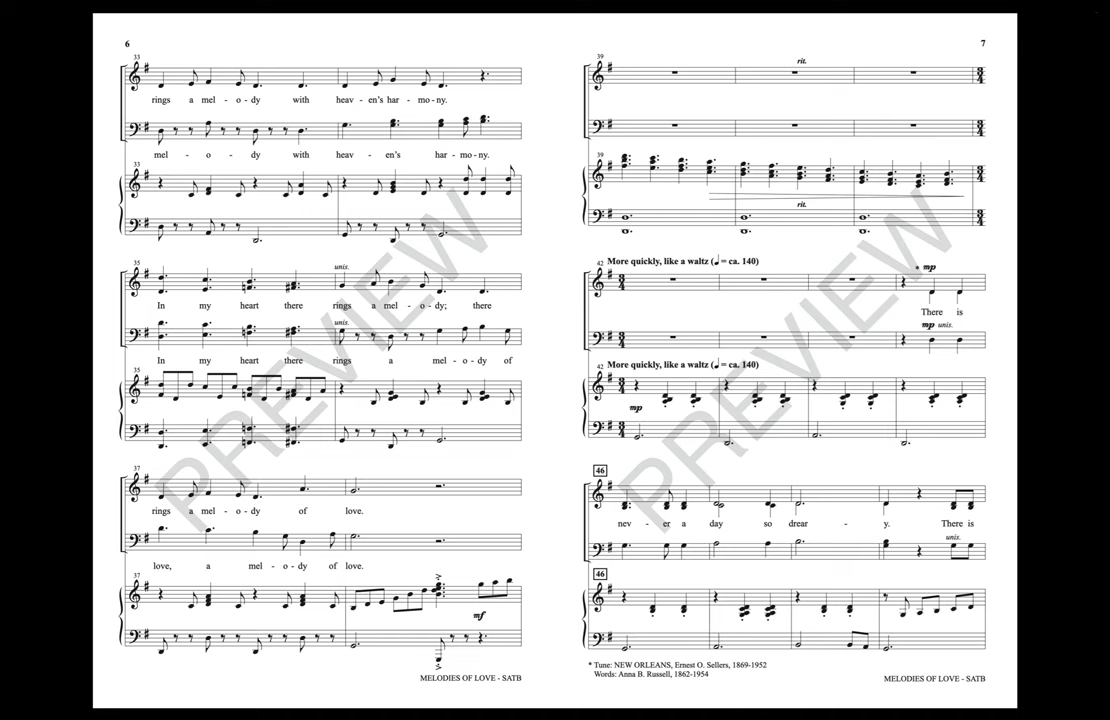 6
33
rings a mel - o - dy with heav - en's har - mo - ny.
mel - o - dy with heav - en's har - mo - ny.
33
35
unis.
In my heart there rings a mel - o - dy; there
unis.
In my heart there rings a mel - o - dy of
35
37
rings a mel - o - dy of love.
love, a mel - o - dy of love.
37
mf
MELODIES OF LOVE - SATB
PREVIEW
7
39
rit.
39
rit.
42 More quickly, like a waltz (♩ = ca. 140)
* mp
There is
mp unis.
42 More quickly, like a waltz (♩ = ca. 140)
mp
46
nev - er a day so drear - y. There is
unis.
46
* Tune: NEW ORLEANS, Ernest O. Sellers, 1869-1952
Words: Anna B. Russell, 1862-1954
MELODIES OF LOVE - SATB
PREVIEW